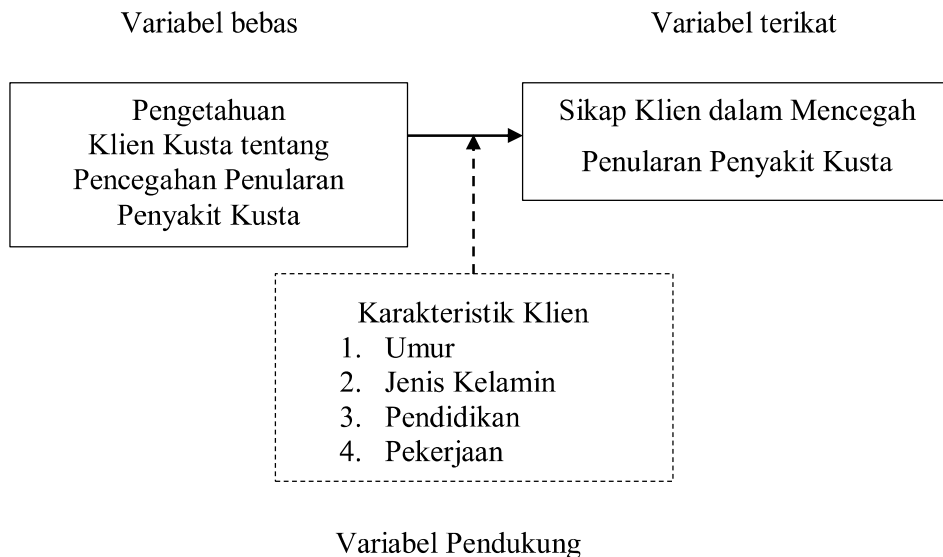 Variabel bebas
Variabel terikat
Pengetahuan
Klien Kusta tentang
Pencegahan Penularan
Penyakit Kusta
Sikap Klien dalam Mencegah
Penularan Penyakit Kusta
Karakteristik Klien
1. Umur
2. Jenis Kelamin
3. Pendidikan
4. Pekerjaan
Variabel Pendukung